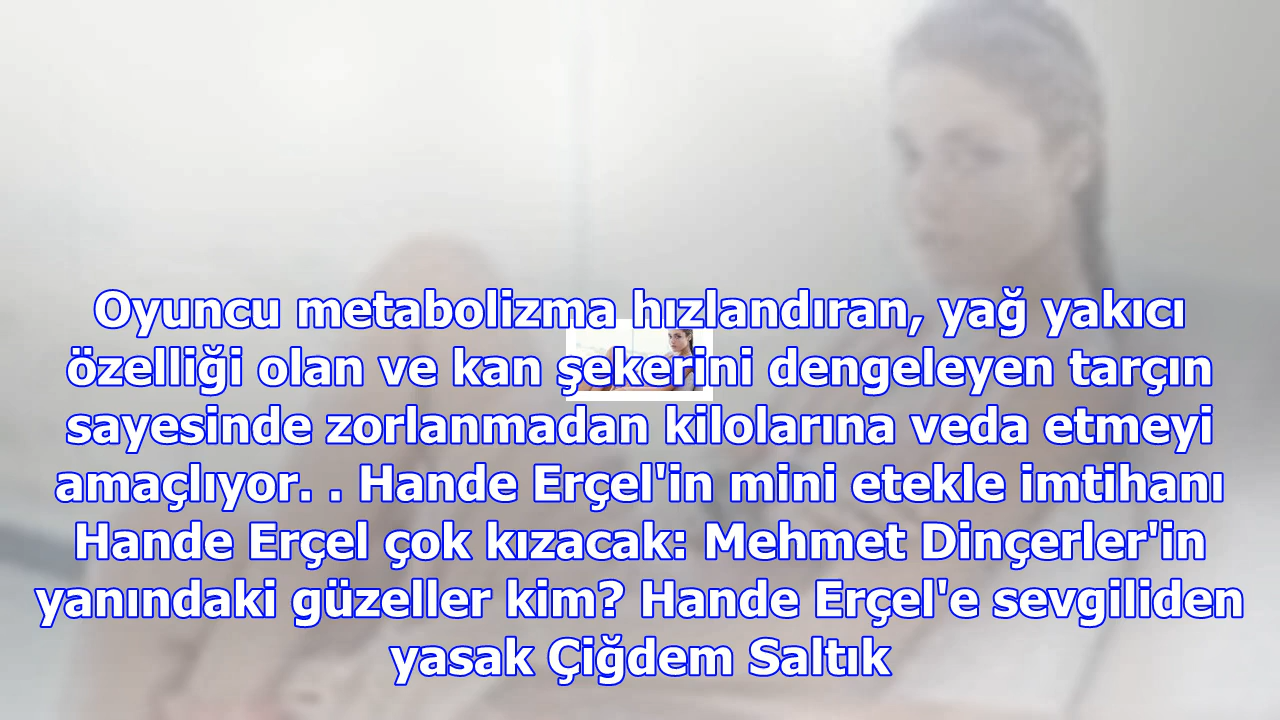 Oyuncu metabolizma hızlandıran, yağ yakıcı
özelliği olan ve kan şekerini dengeleyen tarçın
sayesinde zorlanmadan kilolarına veda etmeyi
amaçlıyor. . Hande Erçel'in mini etekle imtihanı
Hande Erçel çok kızacak: Mehmet Dinçerler'in
yanındaki güzeller kim? Hande Erçel'e sevgiliden
yasak Çiğdem Saltık